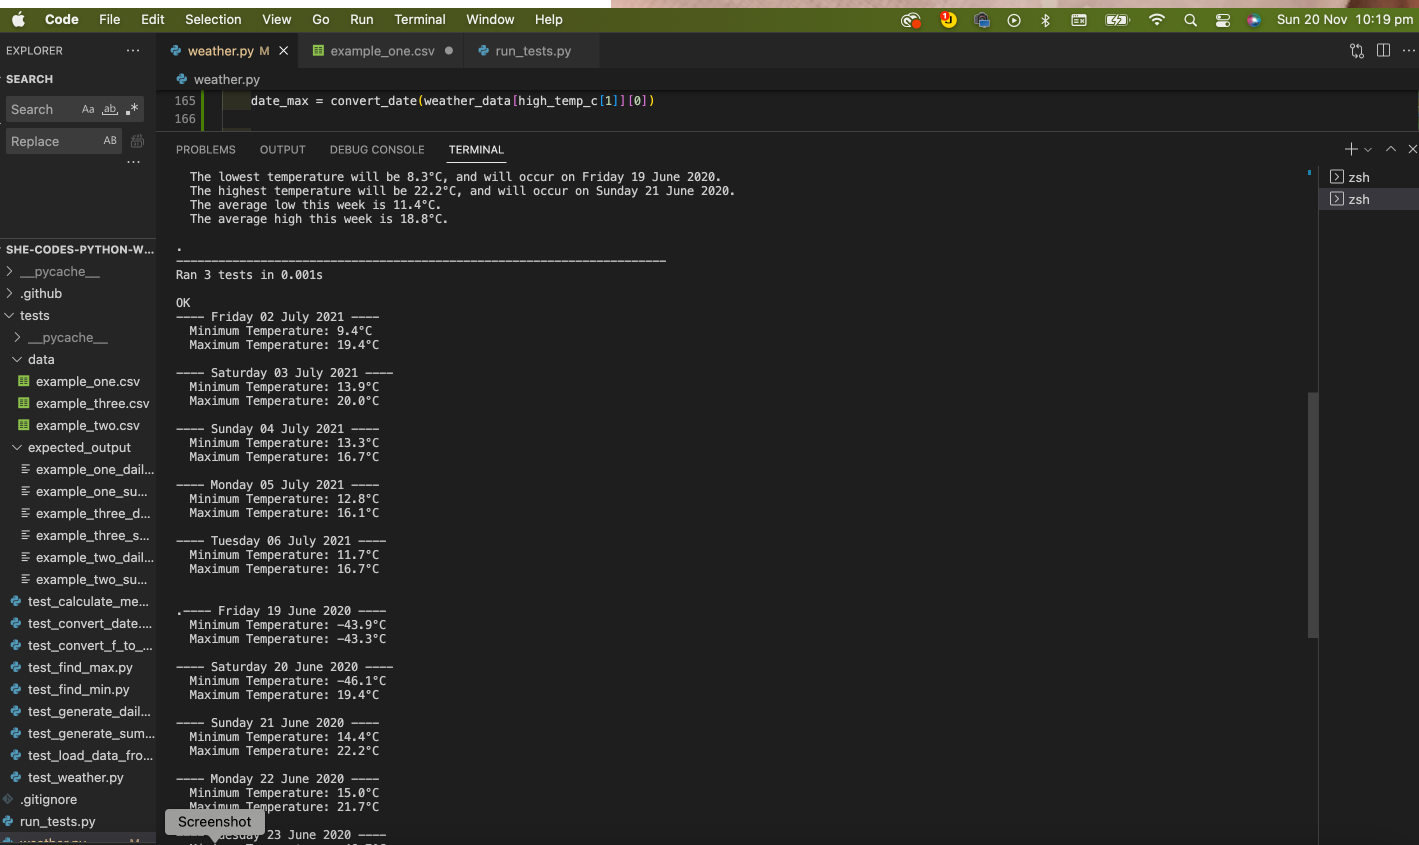 Code File Edit Selection View Go Run Terminal Window Help 1 Sun 20 Nov 10:19 pm
EXPLORER ···
weather.py M × example_one.csv ● run_tests.py
SEARCH
Search Aa ab .*
Replace AB
···
weather.py
165 date_max = convert_date(weather_data[high_temp_c[1]][0])
166
PROBLEMS OUTPUT DEBUG CONSOLE TERMINAL
zsh
zsh
The lowest temperature will be 8.3°C, and will occur on Friday 19 June 2020.
The highest temperature will be 22.2°C, and will occur on Sunday 21 June 2020.
The average low this week is 11.4°C.
The average high this week is 18.8°C.
.
----------------------------------------------------------------------
Ran 3 tests in 0.001s
OK
---- Friday 02 July 2021 ----
Minimum Temperature: 9.4°C
Maximum Temperature: 19.4°C
---- Saturday 03 July 2021 ----
Minimum Temperature: 13.9°C
Maximum Temperature: 20.0°C
---- Sunday 04 July 2021 ----
Minimum Temperature: 13.3°C
Maximum Temperature: 16.7°C
---- Monday 05 July 2021 ----
Minimum Temperature: 12.8°C
Maximum Temperature: 16.1°C
---- Tuesday 06 July 2021 ----
Minimum Temperature: 11.7°C
Maximum Temperature: 16.7°C
.---- Friday 19 June 2020 ----
Minimum Temperature: -43.9°C
Maximum Temperature: -43.3°C
---- Saturday 20 June 2020 ----
Minimum Temperature: -46.1°C
Maximum Temperature: 19.4°C
---- Sunday 21 June 2020 ----
Minimum Temperature: 14.4°C
Maximum Temperature: 22.2°C
---- Monday 22 June 2020 ----
Minimum Temperature: 15.0°C
Maximum Temperature: 21.7°C
23 June 2020 ----
Screenshot
SHE-CODES-PYTHON-W...
__pycache__
.github
tests
__pycache__
data
example_one.csv
example_three.csv
example_two.csv
expected_output
example_one_dail...
example_one_su...
example_three_d...
example_three_s...
example_two_dail...
example_two_su...
test_calculate_me...
test_convert_date....
test_convert_f_to_...
test_find_max.py
test_find_min.py
test_generate_dail...
test_generate_sum...
test_load_data_fro...
test_weather.py
.gitignore
run_tests.py